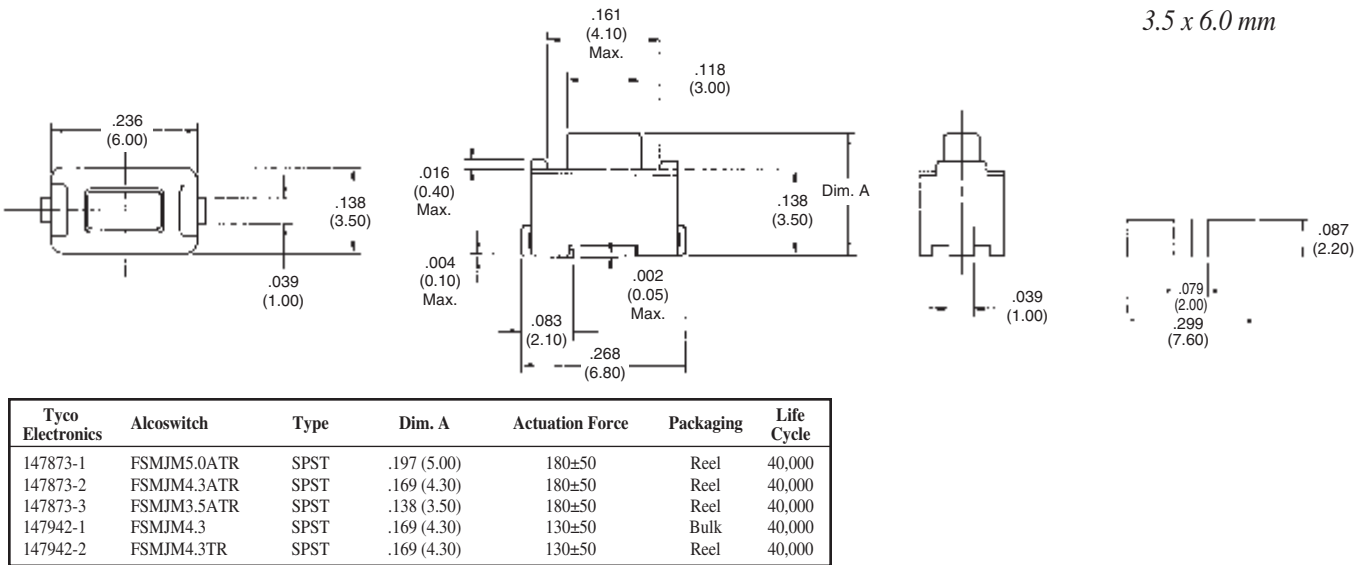 3.5 x 6.0 mm
.161
(4.10)
Max.
.118
(3.00)
.236
(6.00)
.138
(3.50)
.039
(1.00)
.016
(0.40)
Max.
.004
(0.10)
Max.
.083
(2.10)
.268
(6.80)
.002
(0.05)
Max.
.138
(3.50)
Dim. A
.039
(1.00)
.087
(2.20)
.079
(2.00)
.299
(7.60)
Tyco Electronics Alcoswitch Type Dim. A Actuation Force Packaging Life Cycle
147873-1 FSMJM5.0ATR SPST .197 (5.00) 180±50 Reel 40,000
147873-2 FSMJM4.3ATR SPST .169 (4.30) 180±50 Reel 40,000
147873-3 FSMJM3.5ATR SPST .138 (3.50) 180±50 Reel 40,000
147942-1 FSMJM4.3 SPST .169 (4.30) 130±50 Bulk 40,000
147942-2 FSMJM4.3TR SPST .169 (4.30) 130±50 Reel 40,000